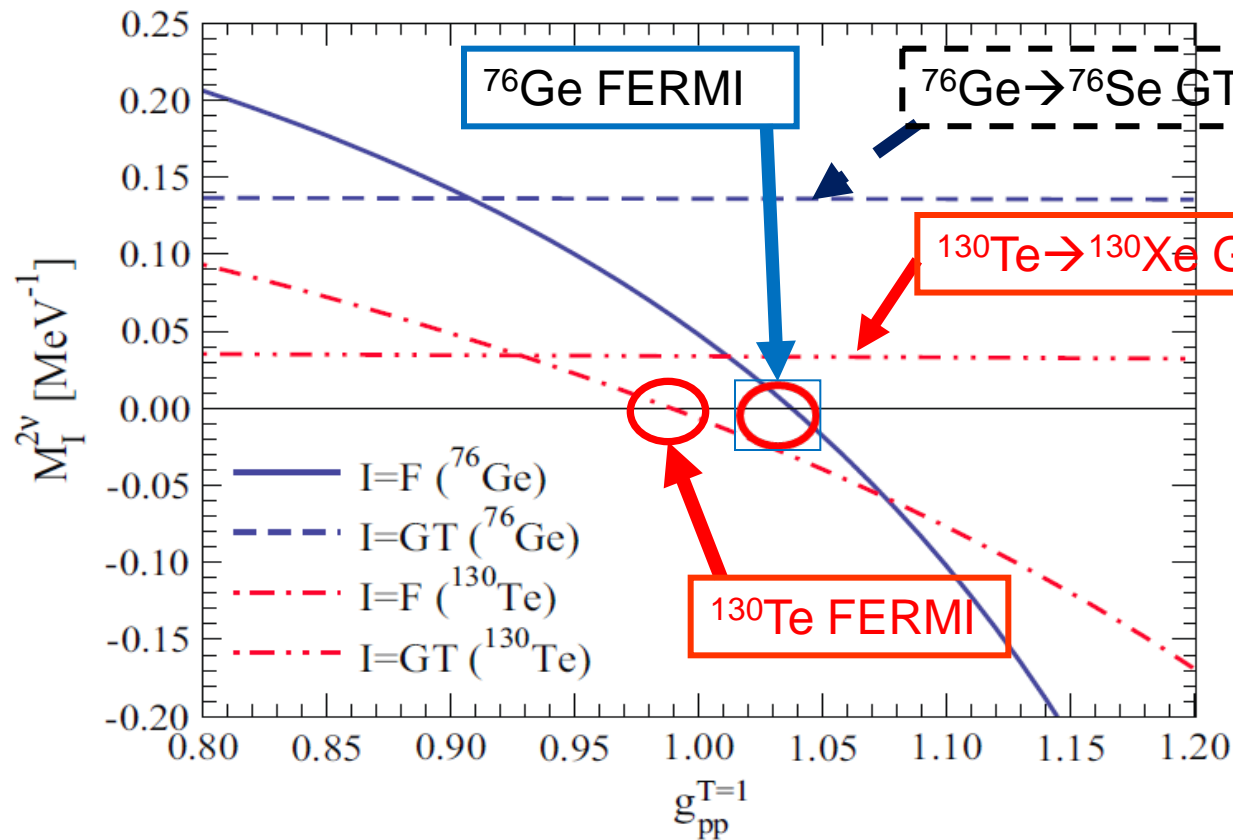 ⁷⁶Ge FERMI
⁷⁶Ge→⁷⁶Se GT
¹³⁰Te→¹³⁰Xe G
¹³⁰Te FERMI
M_I^{2ν} [MeV⁻¹]
0.25
0.20
0.15
0.10
0.05
0.00
-0.05
-0.10
-0.15
-0.20
I=F (⁷⁶Ge)
I=GT (⁷⁶Ge)
I=F (¹³⁰Te)
I=GT (¹³⁰Te)
0.80 0.85 0.90 0.95 1.00 1.05 1.10 1.15 1.20
g_{pp}^{T=1}